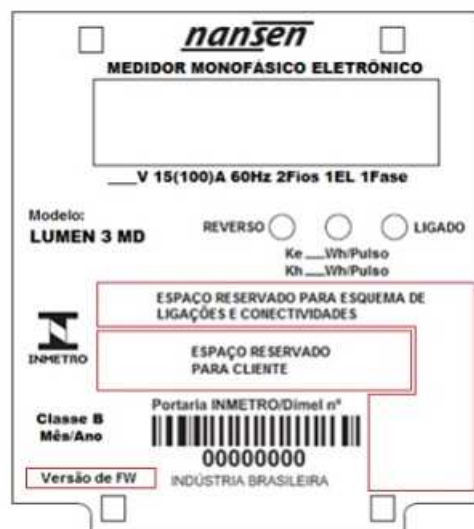 nansen
MEDIDOR MONOFÁSICO ELETRÔNICO
___V 15(100)A 60Hz 2Fios 1EL 1Fase
Modelo:
LUMEN 3 MD
REVERSO
LIGADO
Ke ___Wh/Pulso
Kh ___Wh/Pulso
ESPAÇO RESERVADO PARA ESQUEMA DE
LIGAÇÕES E CONECTIVIDADES
INMETRO
ESPAÇO RESERVADO
PARA CLIENTE
Portaria INMETRO/Dimel nº
Classe B
Mês/Ano
00000000
Versão de FW
INDÚSTRIA BRASILEIRA